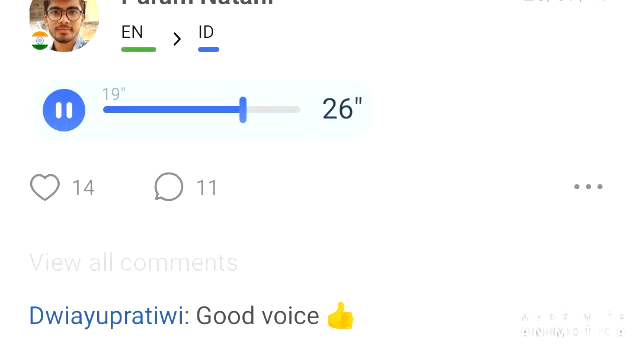 EN > ID
19"
26"
14 11
View all comments
Dwiayupratiwi: Good voice 👍